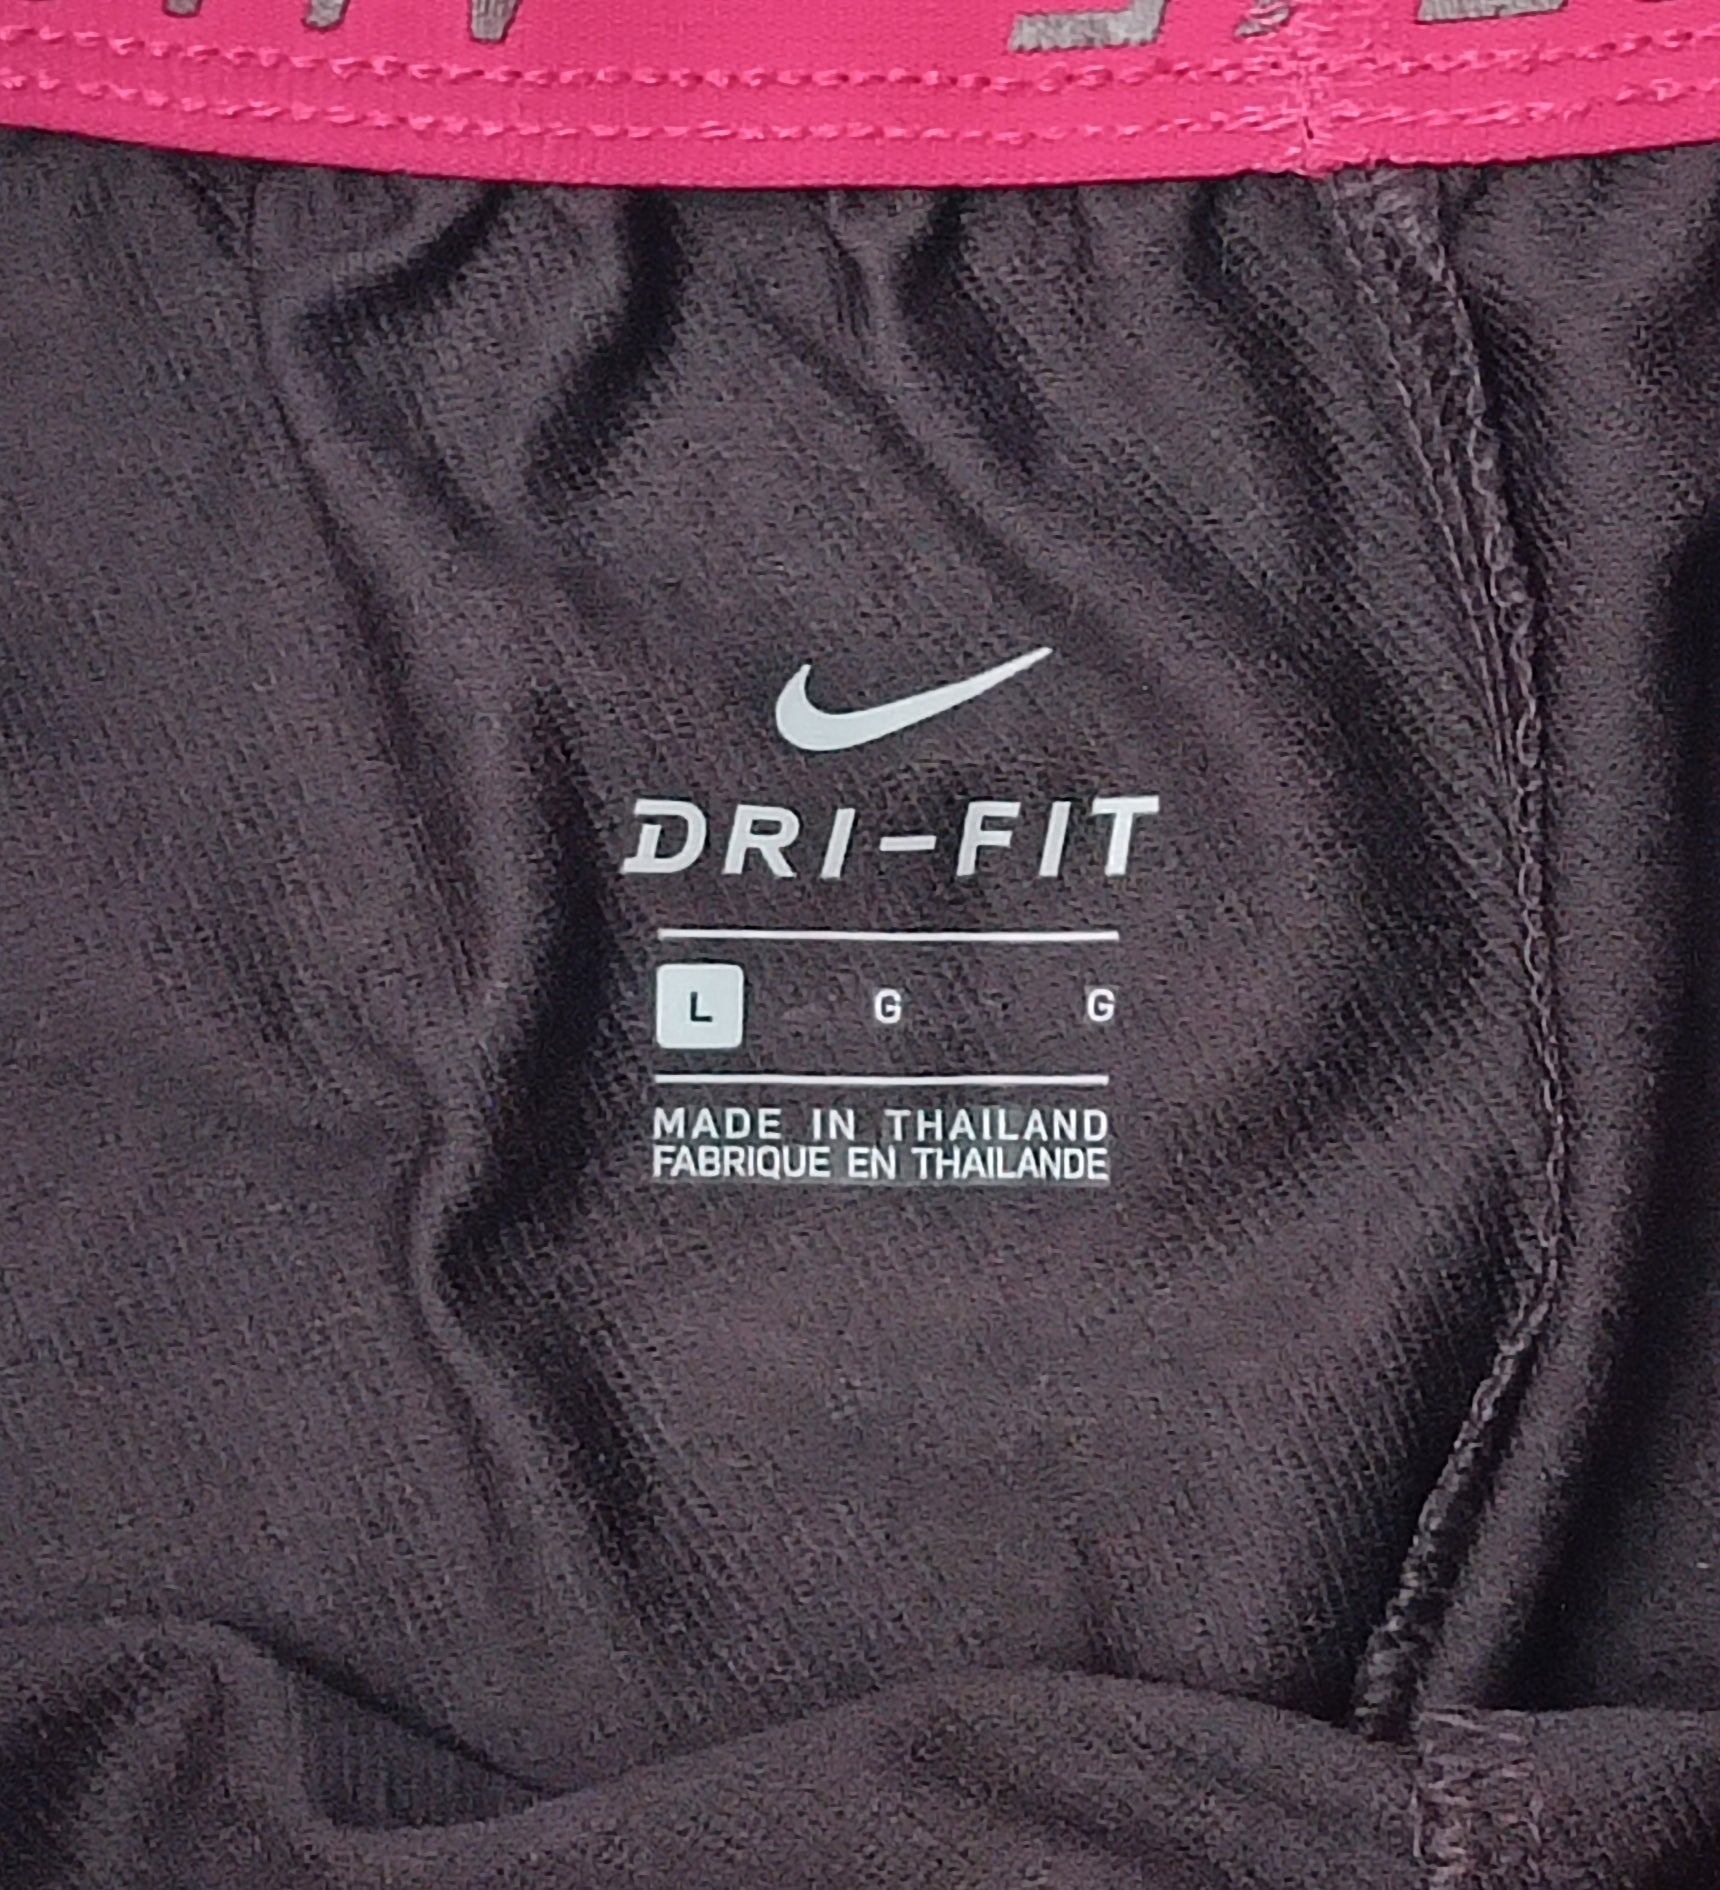 DRI-FIT
L G G
MADE IN THAILAND
FABRIQUE EN THAILANDE